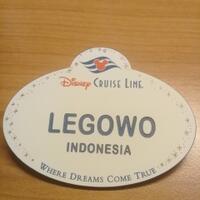 Disney CRUISE LINE
LEGOWO
INDONESIA
WHERE DREAMS COME TRUE